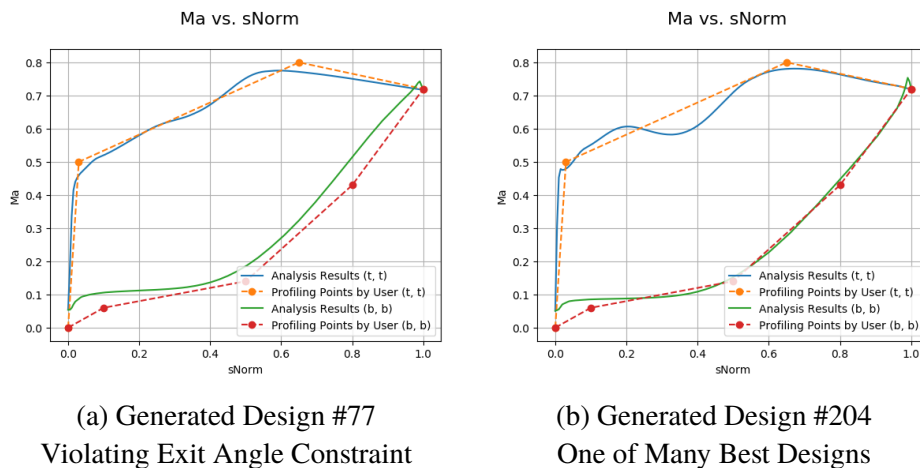 Ma vs. sNorm
0.8
0.7
0.6
0.5
0.4
0.3
0.2
0.1
0.0
Ma
Analysis Results (t, t)
Profiling Points by User (t, t)
Analysis Results (b, b)
Profiling Points by User (b, b)
0.0 0.2 0.4 0.6 0.8 1.0
sNorm
(a) Generated Design #77
Violating Exit Angle Constraint
Ma vs. sNorm
0.8
0.7
0.6
0.5
0.4
0.3
0.2
0.1
0.0
Ma
Analysis Results (t, t)
Profiling Points by User (t, t)
Analysis Results (b, b)
Profiling Points by User (b, b)
0.0 0.2 0.4 0.6 0.8 1.0
sNorm
(b) Generated Design #204
One of Many Best Designs